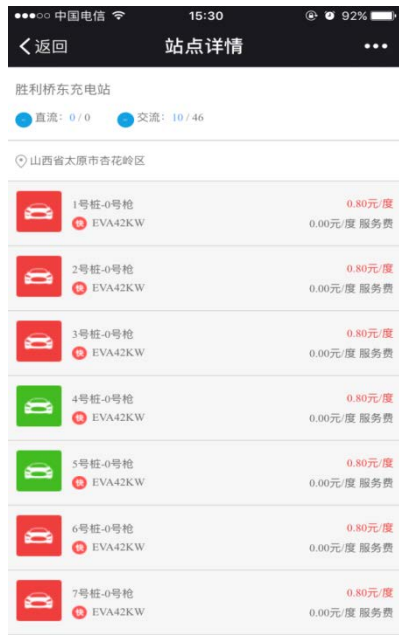 中国电信 15:30 92%
返回 站点详情
胜利桥东充电站
直流: 0 / 0 交流: 10 / 46
山西省太原市杏花岭区
1号桩-0号枪 0.80元/度
快 EVA42KW 0.00元/度 服务费
2号桩-0号枪 0.80元/度
快 EVA42KW 0.00元/度 服务费
3号桩-0号枪 0.80元/度
快 EVA42KW 0.00元/度 服务费
4号桩-0号枪 0.80元/度
快 EVA42KW 0.00元/度 服务费
5号桩-0号枪 0.80元/度
快 EVA42KW 0.00元/度 服务费
6号桩-0号枪 0.80元/度
快 EVA42KW 0.00元/度 服务费
7号桩-0号枪 0.80元/度
快 EVA42KW 0.00元/度 服务费